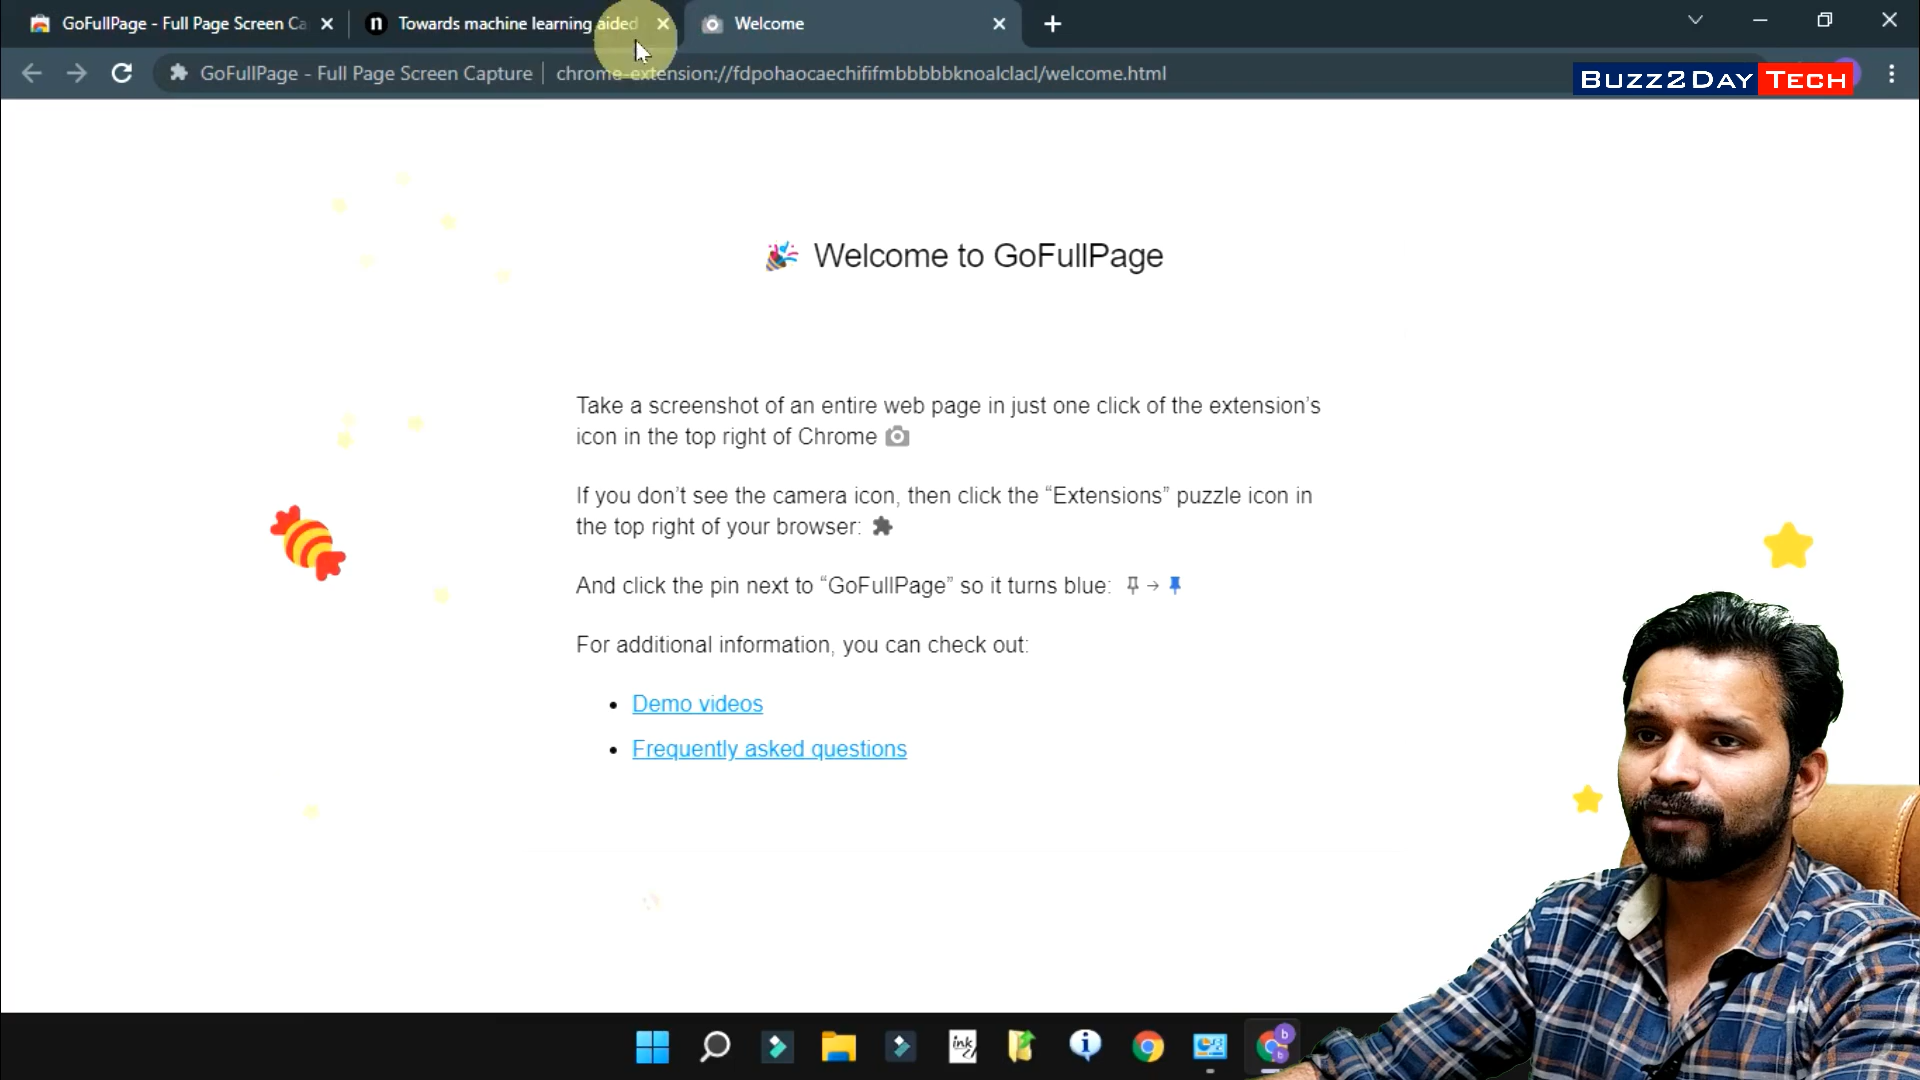 GoFullPage - Full Page Screen Ca
Towards machine learning aided
Welcome
GoFullPage - Full Page Screen Capture
chrome-extension://fdpohaocaechififmbbbbbknoalclacl/welcome.html
Buzz2Day Tech
Welcome to GoFullPage
Take a screenshot of an entire web page in just one click of the extension's
icon in the top right of Chrome
If you don't see the camera icon, then click the “Extensions” puzzle icon in
the top right of your browser:
And click the pin next to “GoFullPage” so it turns blue: →
For additional information, you can check out:
• Demo videos
• Frequently asked questions
ink
b
b